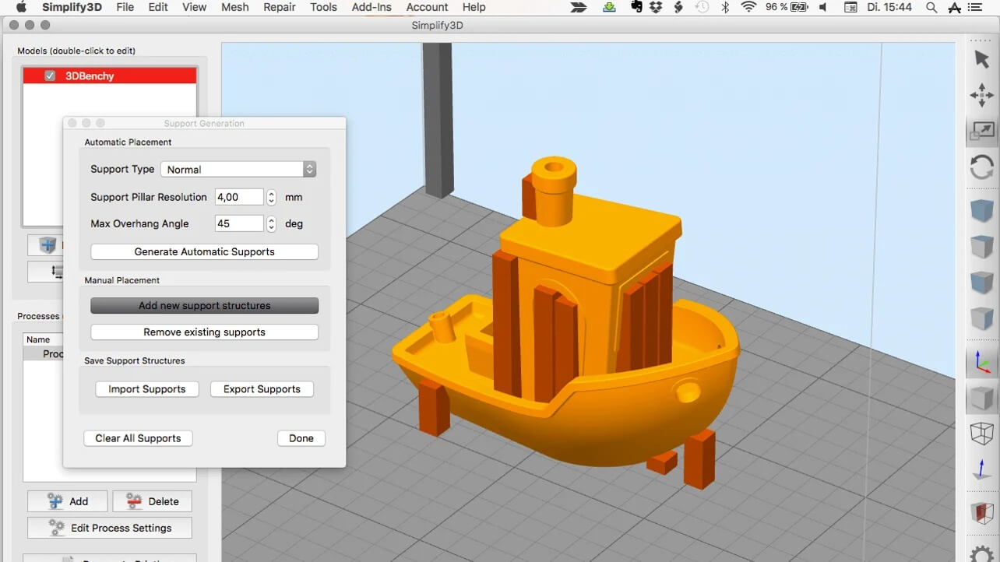 Simplify3D File Edit View Mesh Repair Tools Add-Ins Account Help 96 % Di. 15:44
Simplify3D
Models (double-click to edit)
3DBenchy
Support Generation
Automatic Placement
Support Type Normal
Support Pillar Resolution 4,00 mm
Max Overhang Angle 45 deg
Generate Automatic Supports
Manual Placement
Add new support structures
Remove existing supports
Save Support Structures
Import Supports Export Supports
Clear All Supports Done
Processes
Name
Proc
Add Delete
Edit Process Settings